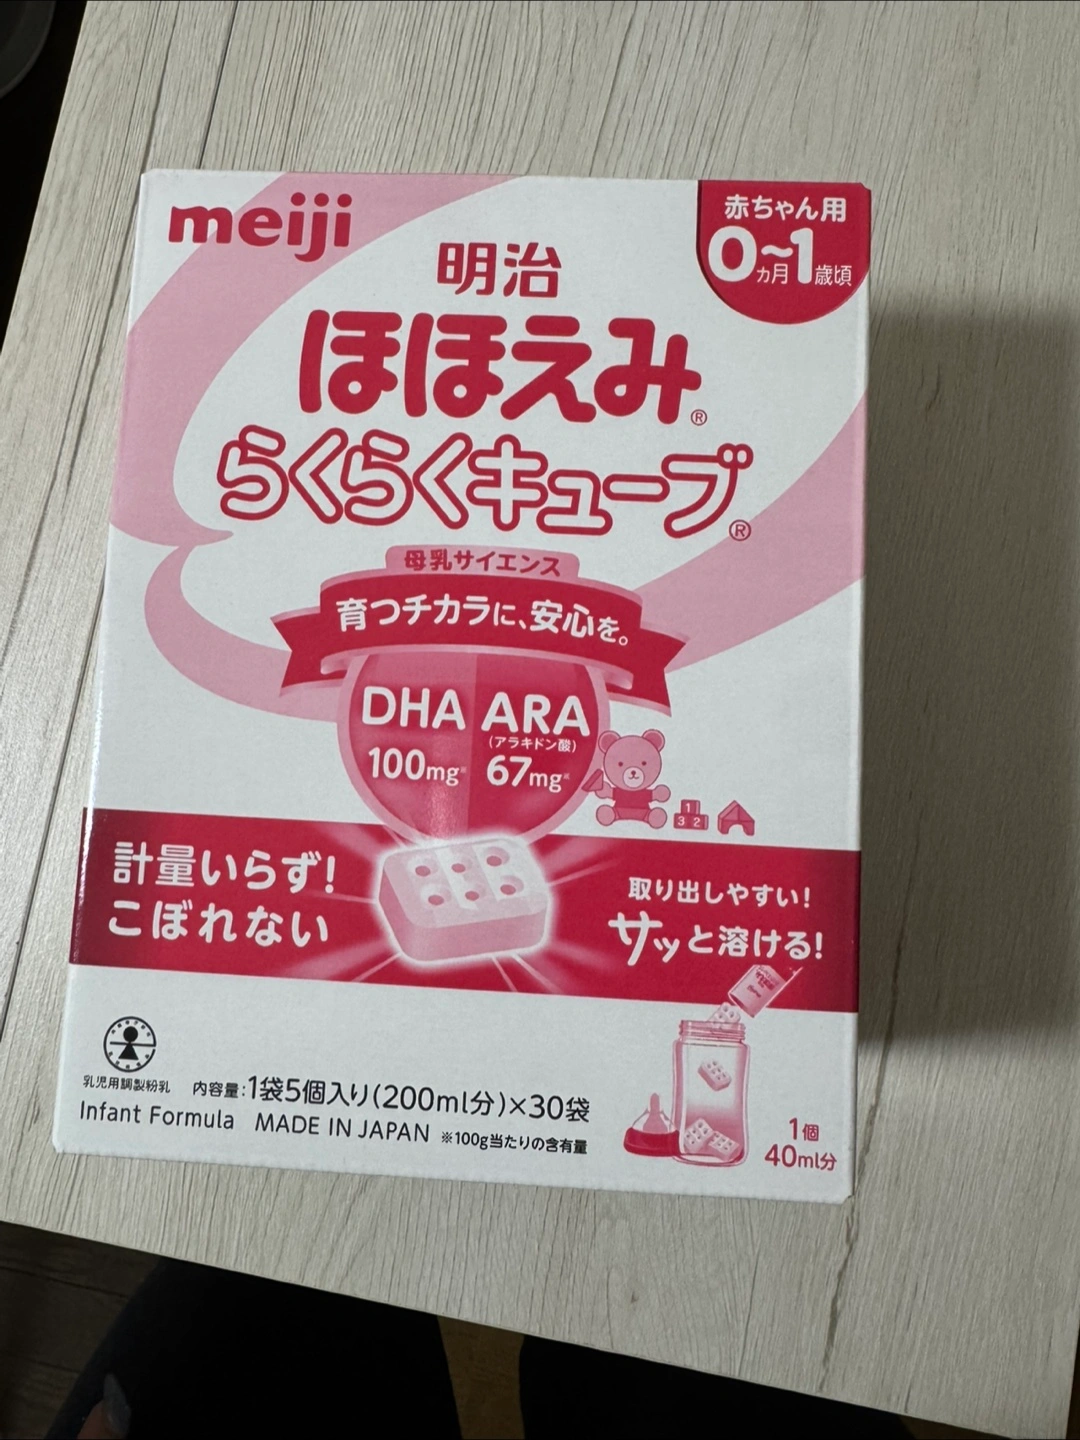 meiji
赤ちゃん用
0ヵ月~1歳頃
明治
ほほえみ®
らくらくキューブ®
母乳サイエンス
育つチカラに、安心を。
DHA
100mg※
ARA
(アラキドン酸)
67mg※
1
3 2
計量いらず!
こぼれない
取り出しやすい!
サッと溶ける!
乳児用調製粉乳
内容量:1袋5個入り(200ml分)×30袋
Infant Formula MADE IN JAPAN ※100g当たりの含有量
1個
40ml分